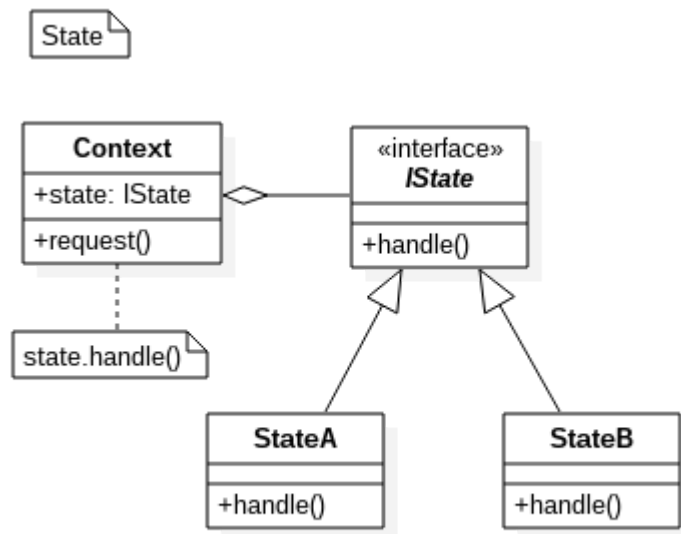 State
Context
+state: IState
+request()
«interface»
IState
+handle()
state.handle()
StateA
+handle()
StateB
+handle()